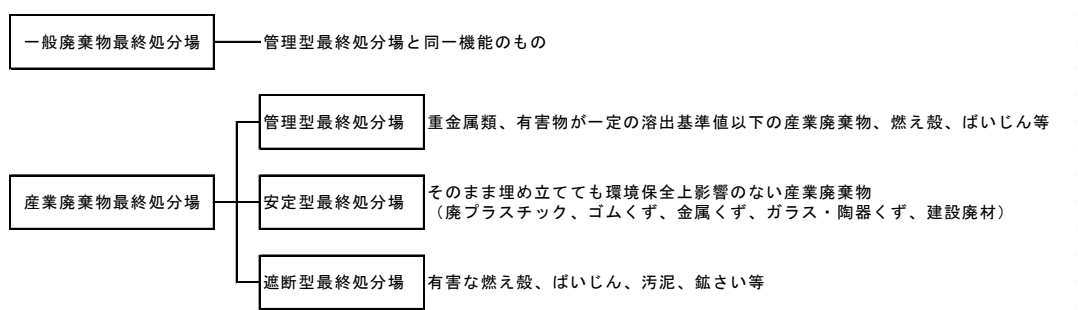 一般廃棄物最終処分場 管理型最終処分場と同一機能のもの
管理型最終処分場 重金属類、有害物が一定の溶出基準値以下の産業廃棄物、燃え殻、ばいじん等
産業廃棄物最終処分場 安定型最終処分場 そのまま埋め立てても環境保全上影響のない産業廃棄物
（廃プラスチック、ゴムくず、金属くず、ガラス・陶器くず、建設廃材）
遮断型最終処分場 有害な燃え殻、ばいじん、汚泥、鉱さい等